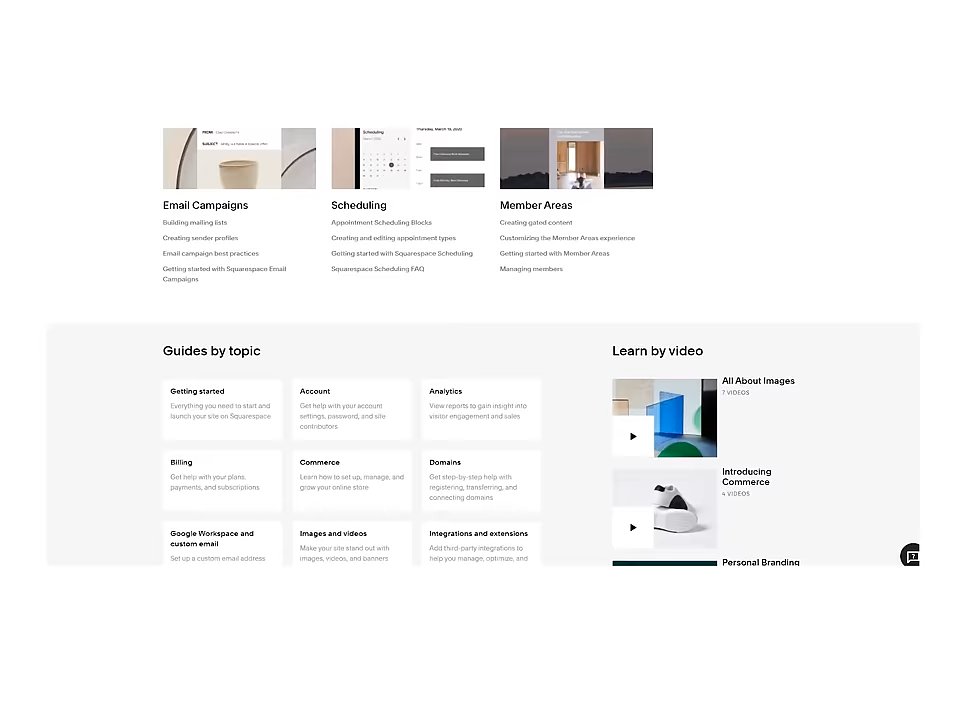 Scheduling
Thursday, March 19, 2020
Email Campaigns
Building mailing lists
Creating sender profiles
Email campaign best practices
Getting started with Squarespace Email
Campaigns
Scheduling
Appointment Scheduling Blocks
Creating and editing appointment types
Getting started with Squarespace Scheduling
Squarespace Scheduling FAQ
Member Areas
Creating gated content
Customizing the Member Areas experience
Getting started with Member Areas
Managing members
Guides by topic
Getting started
Everything you need to start and
launch your site on Squarespace
Account
Get help with your account
settings, password, and site
contributors
Analytics
View reports to gain insight into
visitor engagement and sales
Billing
Get help with your plans,
payments, and subscriptions
Commerce
Learn how to set up, manage, and
grow your online store
Domains
Get step-by-step help with
registering, transferring, and
connecting domains
Google Workspace and
custom email
Set up a custom email address
Images and videos
Make your site stand out with
images, videos, and banners
Integrations and extensions
Add third-party integrations to
help you manage, optimize, and
Learn by video
All About Images
7 VIDEOS
Introducing
Commerce
4 VIDEOS
Personal Branding